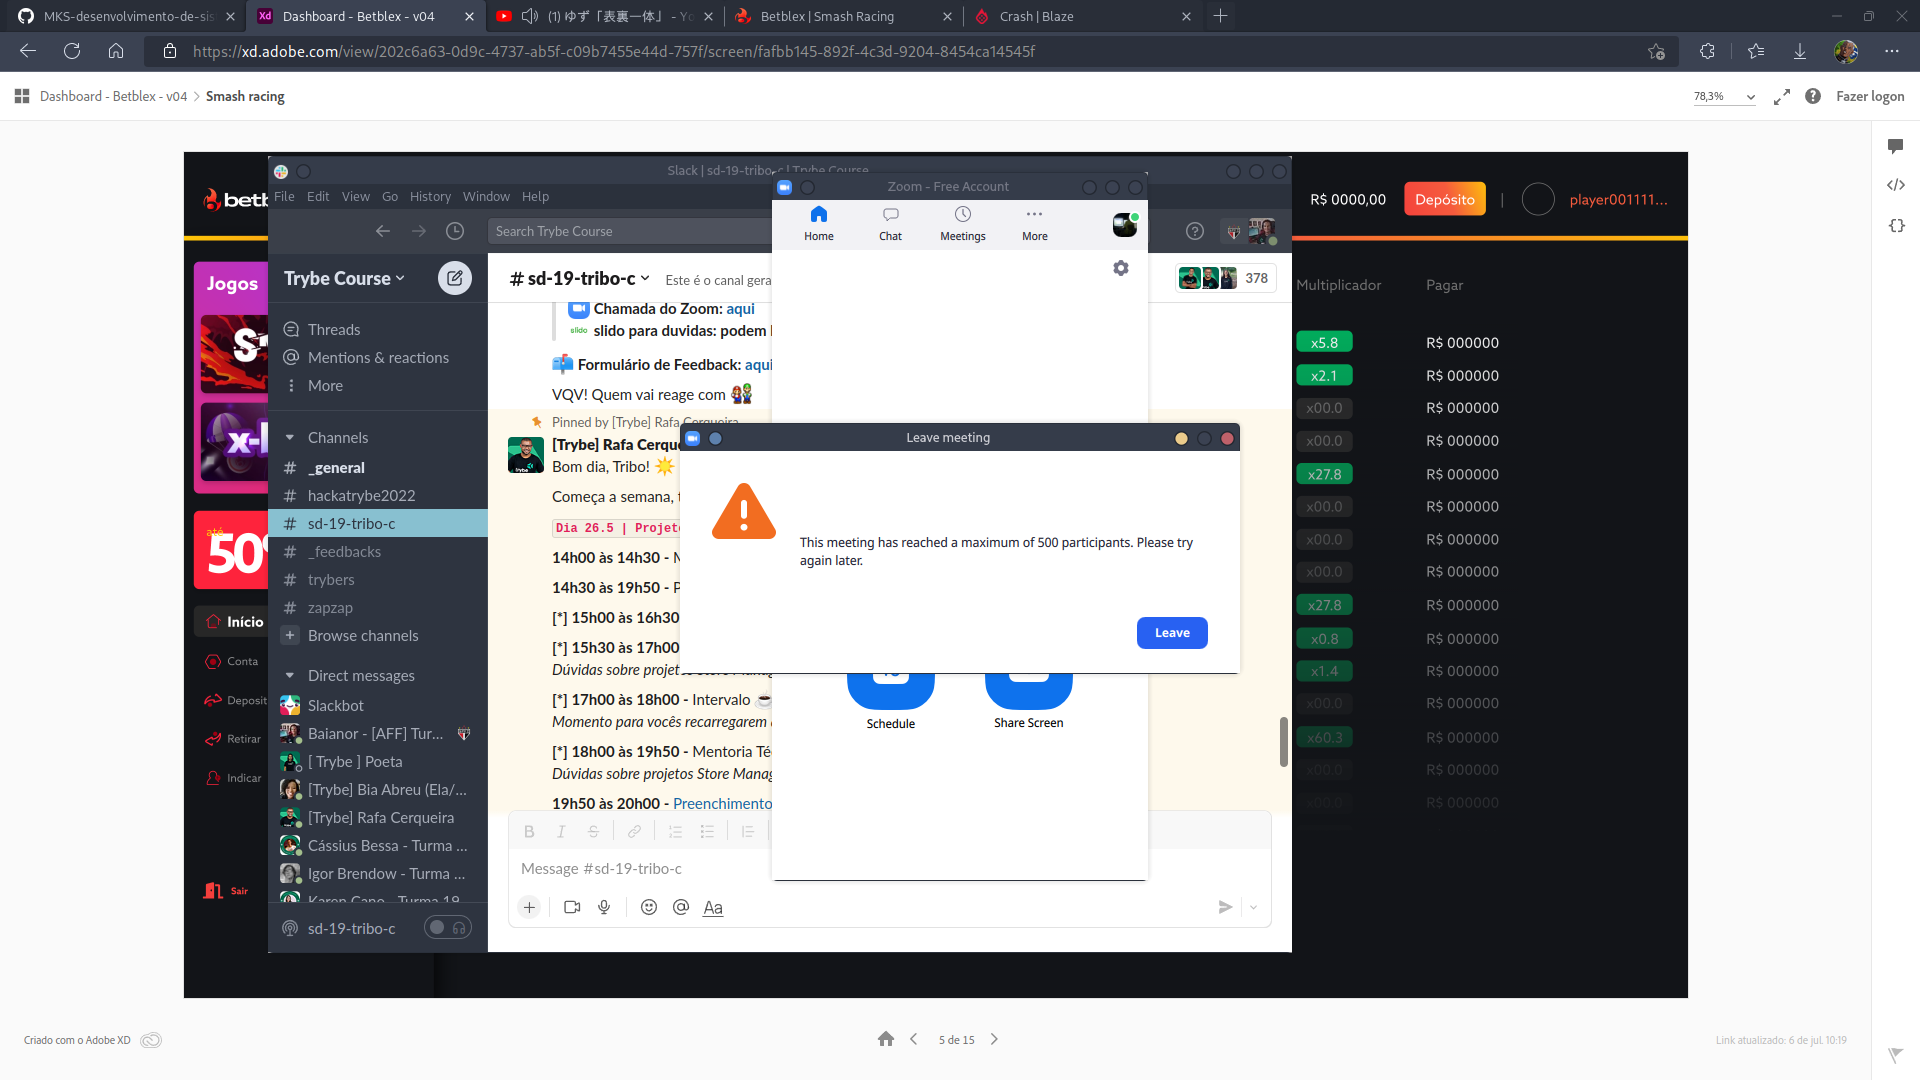 MKS-desenvolvimento-de-sis
Dashboard - Betblex - v04
(1) ゆず「表裏一体」 - Yo
Betblex | Smash Racing
Crash | Blaze
https://xd.adobe.com/view/202c6a63-0d9c-4737-ab5f-c09b7455e44d-757f/screen/fafbb145-892f-4c3d-9204-8454ca14545f
Dashboard - Betblex - v04 > Smash racing
78,3%
Fazer logon
betb
R$ 0000,00
Depósito
player001111...
Jogos
até
50
Início
Conta
Deposit
Retirar
Indicar
Sair
Slack | sd-19-tribo-c | Trybe Course
File Edit View Go History Window Help
Search Trybe Course
Trybe Course
Threads
Mentions & reactions
More
Channels
# _general
# hackatrybe2022
# sd-19-tribo-c
# _feedbacks
# trybers
# zapzap
+ Browse channels
Direct messages
Slackbot
Baianor - [AFF] Tur...
[ Trybe ] Poeta
[Trybe] Bia Abreu (Ela/...
[Trybe] Rafa Cerqueira
Cássius Bessa - Turma ...
Igor Brendow - Turma ...
Karen Cano - Turma 19
sd-19-tribo-c
# sd-19-tribo-c
Este é o canal gera
378
Chamada do Zoom: aqui
slido
slido para duvidas: podem
Formulário de Feedback: aqui
VQV! Quem vai reage com
Pinned by [Trybe] Rafa Cerqueira
[Trybe] Rafa Cerque
Bom dia, Tribo!
Começa a semana,
Dia 26.5 | Projeto
14h00 às 14h30 -
14h30 às 19h50 -
[*] 15h00 às 16h30
[*] 15h30 às 17h00
Dúvidas sobre projetos Store Manag
[*] 17h00 às 18h00 - Intervalo
Momento para vocês recarregarem
[*] 18h00 às 19h50 - Mentoria Té
Dúvidas sobre projetos Store Manag
19h50 às 20h00 - Preenchimento
Message #sd-19-tribo-c
Aa
Zoom - Free Account
Home
Chat
Meetings
More
Leave meeting
This meeting has reached a maximum of 500 participants. Please try
again later.
Leave
Schedule
Share Screen
Multiplicador
Pagar
x5.8 R$ 000000
x2.1 R$ 000000
x00.0 R$ 000000
x00.0 R$ 000000
x27.8 R$ 000000
x00.0 R$ 000000
x00.0 R$ 000000
x00.0 R$ 000000
x27.8 R$ 000000
x0.8 R$ 000000
x1.4 R$ 000000
x00.0 R$ 000000
x60.3 R$ 000000
x00.0 R$ 000000
x00.0 R$ 000000
Criado com o Adobe XD
5 de 15
Link atualizado: 6 de jul. 10:19